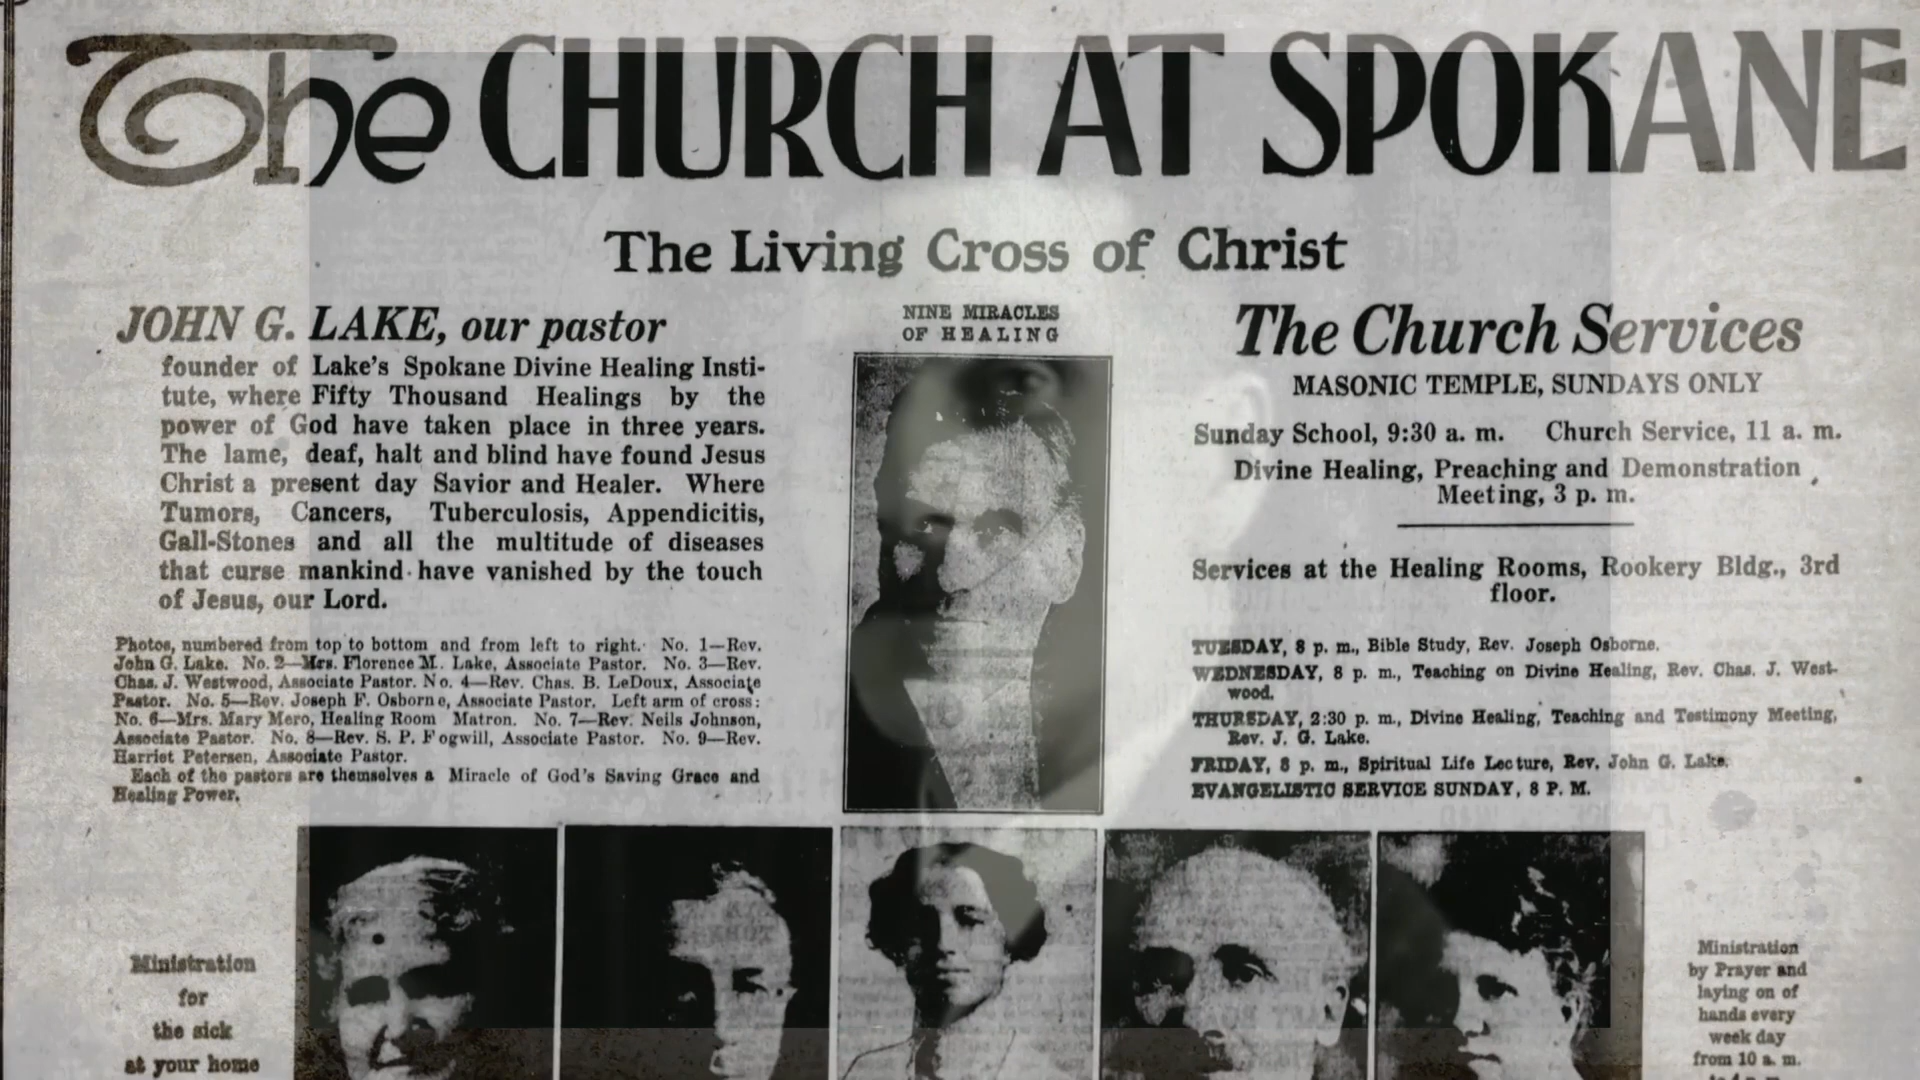 The CHURCH AT SPOKANE
The Living Cross of Christ
JOHN G. LAKE, our pastor
founder of Lake's Spokane Divine Healing Insti-
tute, where Fifty Thousand Healings by the
power of God have taken place in three years.
The lame, deaf, halt and blind have found Jesus
Christ a present day Savior and Healer. Where
Tumors, Cancers, Tuberculosis, Appendicitis,
Gall-Stones and all the multitude of diseases
that curse mankind have vanished by the touch
of Jesus, our Lord.
Photos, numbered from top to bottom and from left to right. No. 1—Rev.
John G. Lake. No. 2—Mrs. Florence M. Lake, Associate Pastor. No. 3—Rev.
Chas. J. Westwood, Associate Pastor. No. 4—Rev. Chas. B. LeDoux, Associate
Pastor. No. 5—Rev. Joseph F. Osborne, Associate Pastor. Left arm of cross:
No. 6—Mrs. Mary Mero, Healing Room Matron. No. 7—Rev. Neils Johnson,
Associate Pastor. No. 8—Rev. S. P. Fogwill, Associate Pastor. No. 9—Rev.
Harriet Petersen, Associate Pastor.
Each of the pastors are themselves a Miracle of God's Saving Grace and
Healing Power.
NINE MIRACLES
OF HEALING
The Church Services
MASONIC TEMPLE, SUNDAYS ONLY
Sunday School, 9:30 a. m. Church Service, 11 a. m.
Divine Healing, Preaching and Demonstration
Meeting, 3 p. m.
Services at the Healing Rooms, Rookery Bldg., 3rd
floor.
TUESDAY, 8 p. m., Bible Study, Rev. Joseph Osborne.
WEDNESDAY, 8 p. m., Teaching on Divine Healing, Rev. Chas. J. West-
wood.
THURSDAY, 2:30 p. m., Divine Healing, Teaching and Testimony Meeting,
Rev. J. G. Lake.
FRIDAY, 8 p. m., Spiritual Life Lecture, Rev. John G. Lake.
EVANGELISTIC SERVICE SUNDAY, 8 P. M.
Ministration
for
the sick
at your home
Ministration
by Prayer and
laying on of
hands every
week day
from 10 a. m.